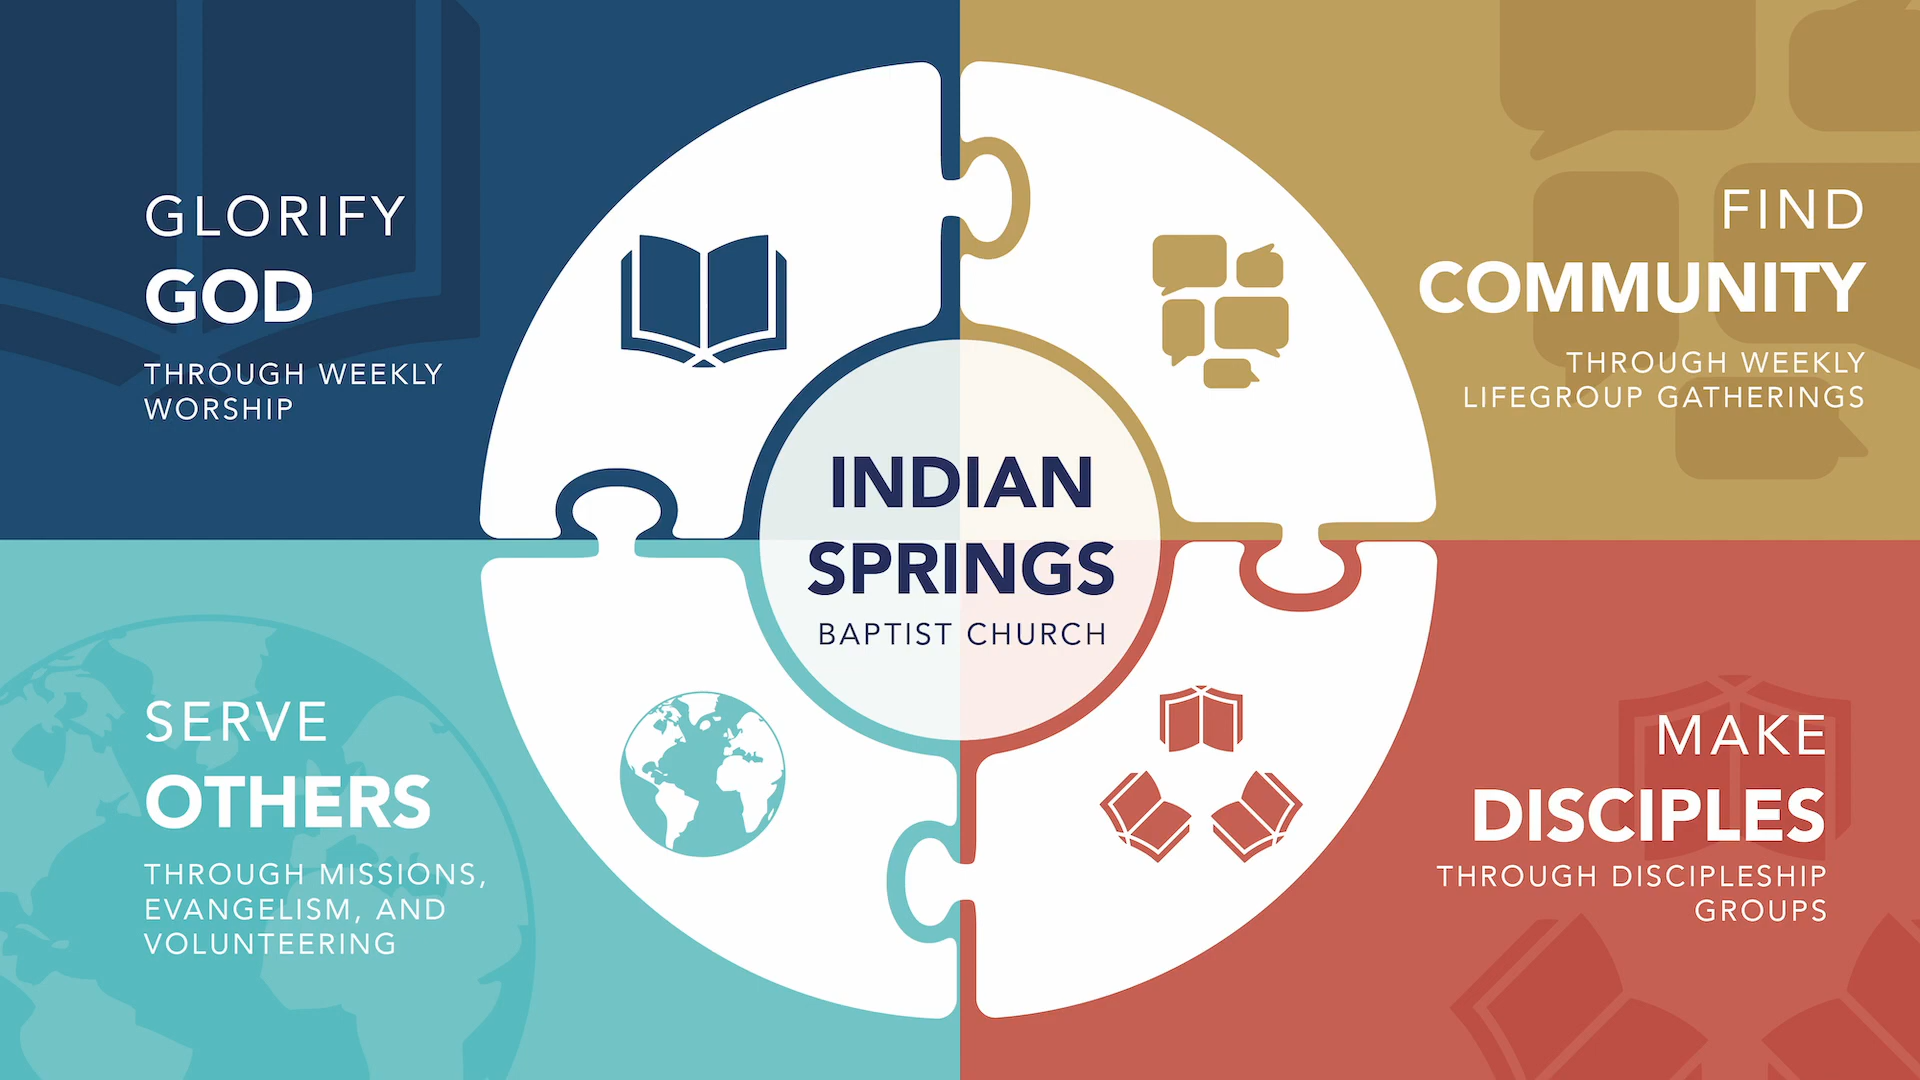 GLORIFY
GOD
THROUGH WEEKLY
WORSHIP
FIND
COMMUNITY
THROUGH WEEKLY
LIFEGROUP GATHERINGS
INDIAN
SPRINGS
BAPTIST CHURCH
SERVE
OTHERS
THROUGH MISSIONS,
EVANGELISM, AND
VOLUNTEERING
MAKE
DISCIPLES
THROUGH DISCIPLESHIP
GROUPS